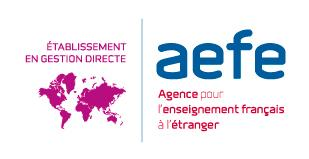 ÉTABLISSEMENT
EN GESTION DIRECTE
aefe
Agence pour
l'enseignement français
à l'étranger